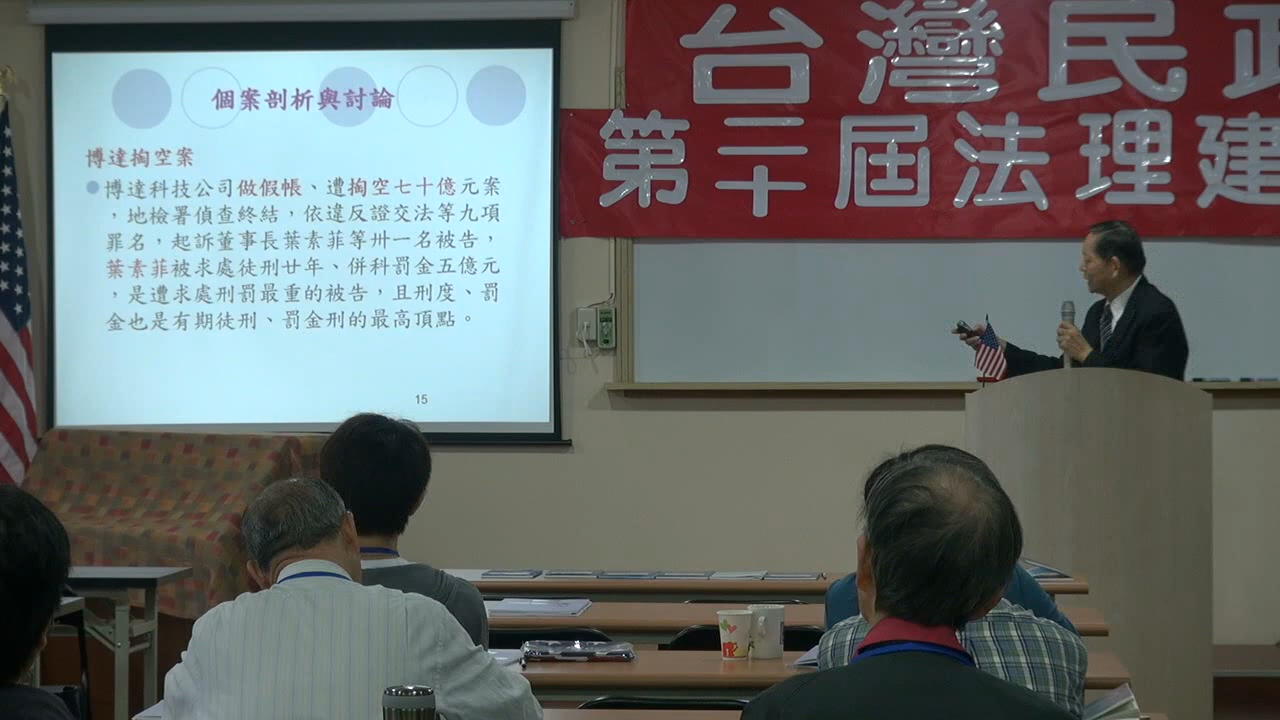 個案剖析與討論
博達掏空案
博達科技公司做假帳、遭掏空七十億元案
，地檢署偵查終結，依違反證交法等九項
罪名，起訴董事長葉素菲等卅一名被告，
葉素菲被求處徒刑廿年、併科罰金五億元
，是遭求處刑罰最重的被告，且刑度、罰
金也是有期徒刑、罰金刑的最高頂點。
15
台灣民政
第二十屆法理建